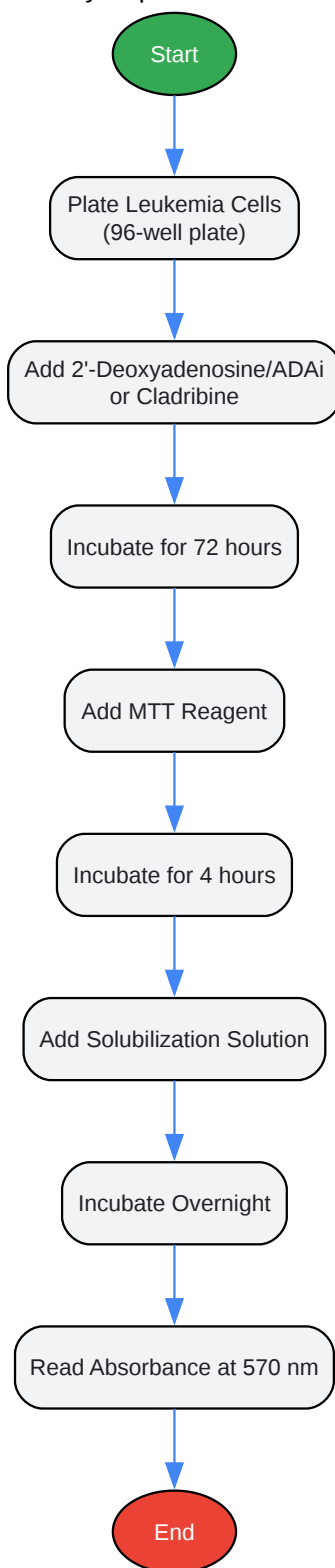 Start
Plate Leukemia Cells
(96-well plate)
Add 2'-Deoxyadenosine/ADAi
or Cladribine
Incubate for 72 hours
Add MTT Reagent
Incubate for 4 hours
Add Solubilization Solution
Incubate Overnight
Read Absorbance at 570 nm
End